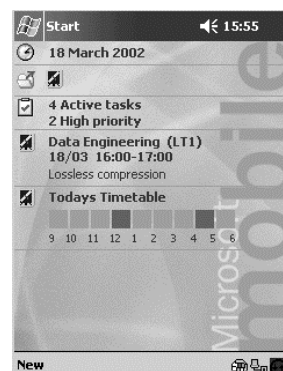 Start 15:55
18 March 2002
4 Active tasks
2 High priority
Data Engineering (LT1)
18/03 16:00-17:00
Lossless compression
Todays Timetable
9 10 11 12 1 2 3 4 5 6
Microsoft
mobile
New